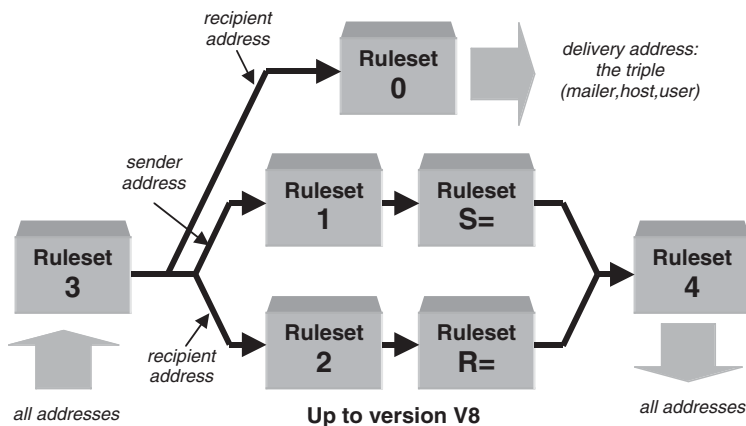 recipient
address
Ruleset
0
delivery address:
the triple
(mailer,host,user)
sender
address
Ruleset
1
Ruleset
S=
Ruleset
3
Ruleset
4
recipient
address
Ruleset
2
Ruleset
R=
all addresses
Up to version V8
all addresses